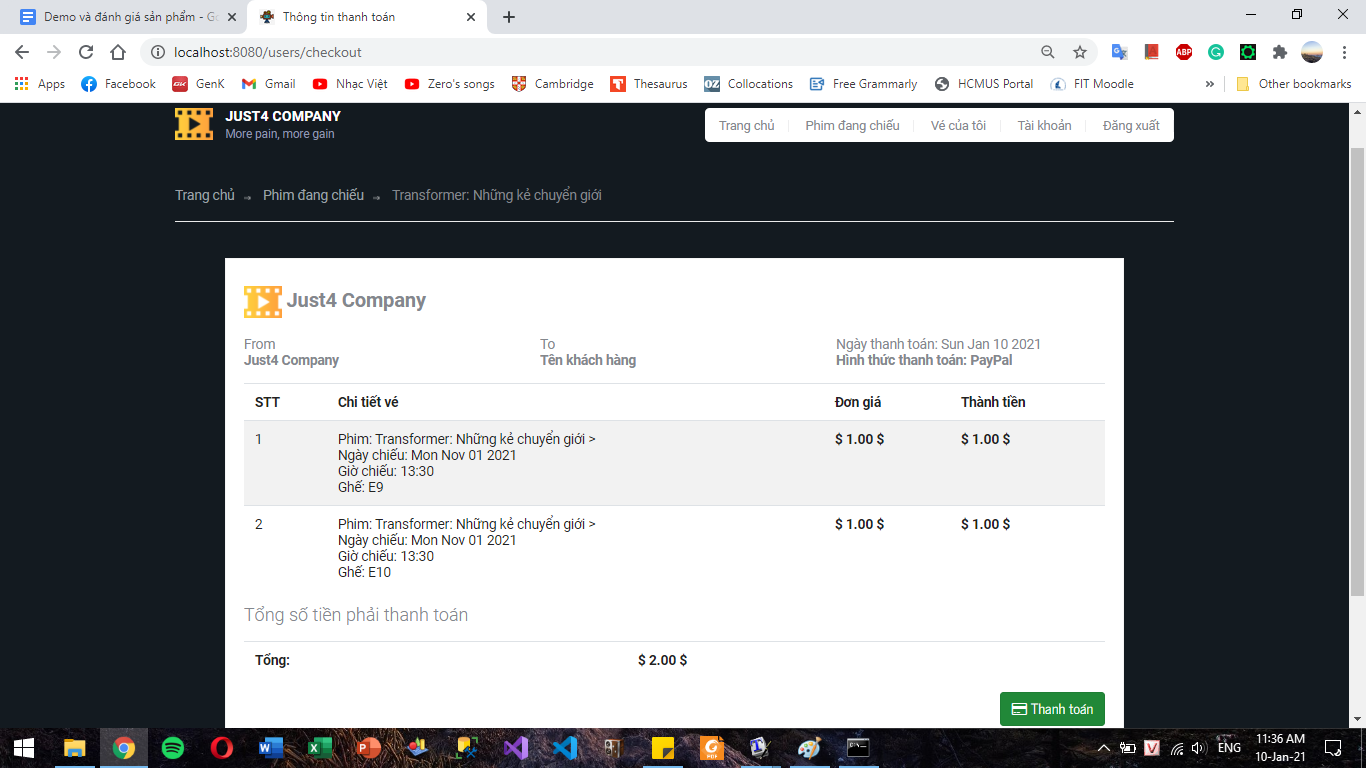 Demo và đánh giá sản phẩm - Go
Thông tin thanh toán
localhost:8080/users/checkout
Apps Facebook GenK Gmail Nhạc Việt Zero's songs Cambridge Thesaurus Collocations Free Grammarly HCMUS Portal FIT Moodle » Other bookmarks
JUST4 COMPANY
More pain, more gain
Trang chủ Phim đang chiếu Vé của tôi Tài khoản Đăng xuất
Trang chủ → Phim đang chiếu → Transformer: Những kẻ chuyển giới
Just4 Company
From To Ngày thanh toán: Sun Jan 10 2021
Just4 Company Tên khách hàng Hình thức thanh toán: PayPal
STT Chi tiết vé Đơn giá Thành tiền
1 Phim: Transformer: Những kẻ chuyển giới > $ 1.00 $ $ 1.00 $
Ngày chiếu: Mon Nov 01 2021
Giờ chiếu: 13:30
Ghế: E9
2 Phim: Transformer: Những kẻ chuyển giới > $ 1.00 $ $ 1.00 $
Ngày chiếu: Mon Nov 01 2021
Giờ chiếu: 13:30
Ghế: E10
Tổng số tiền phải thanh toán
Tổng: $ 2.00 $
Thanh toán
ENG
11:36 AM
10-Jan-21